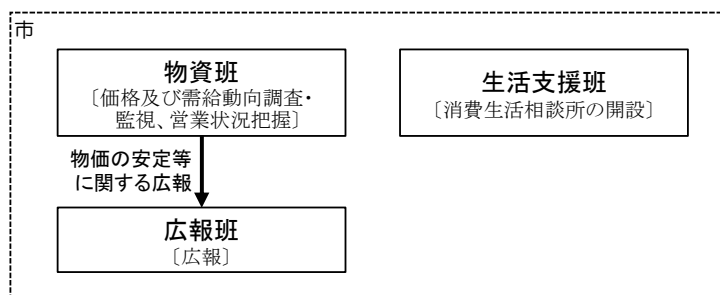 市
物資班
〔価格及び需給動向調査・
監視、営業状況把握〕
生活支援班
〔消費生活相談所の開設〕
物価の安定等
に関する広報
広報班
〔広報〕